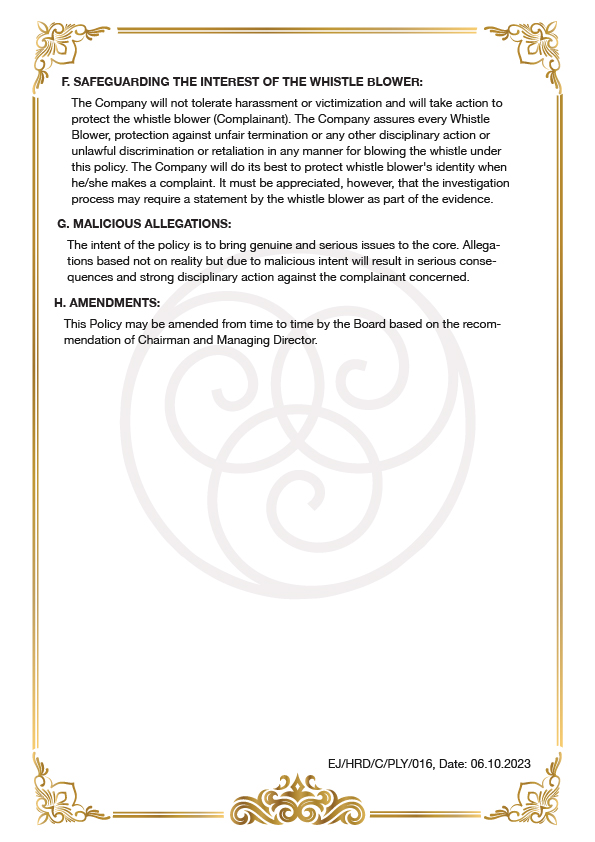 F. SAFEGUARDING THE INTEREST OF THE WHISTLE BLOWER:
The Company will not tolerate harassment or victimization and will take action to
protect the whistle blower (Complainant). The Company assures every Whistle
Blower, protection against unfair termination or any other disciplinary action or
unlawful discrimination or retaliation in any manner for blowing the whistle under
this policy. The Company will do its best to protect whistle blower's identity when
he/she makes a complaint. It must be appreciated, however, that the investigation
process may require a statement by the whistle blower as part of the evidence.
G. MALICIOUS ALLEGATIONS:
The intent of the policy is to bring genuine and serious issues to the core. Allega-
tions based not on reality but due to malicious intent will result in serious conse-
quences and strong disciplinary action against the complainant concerned.
H. AMENDMENTS:
This Policy may be amended from time to time by the Board based on the recom-
mendation of Chairman and Managing Director.
EJ/HRD/C/PLY/016, Date: 06.10.2023